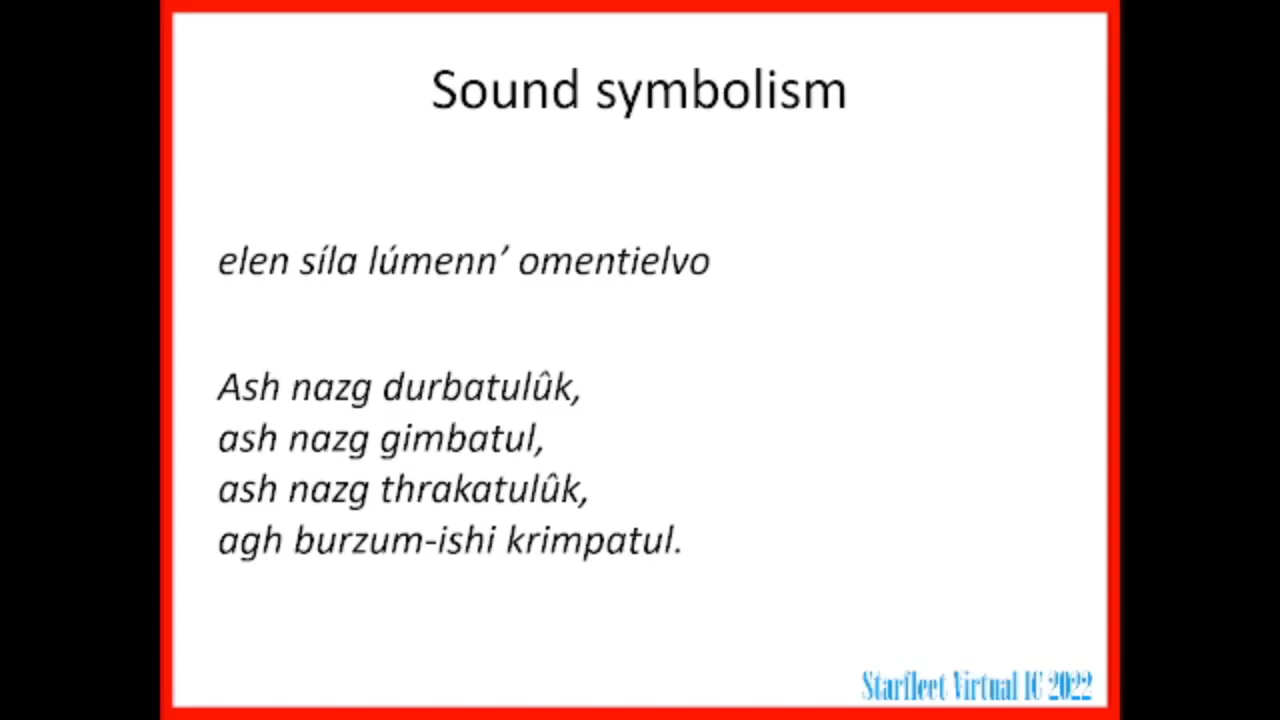 Sound symbolism
elen síla lúmenn’ omentielvo
Ash nazg durbatulûk,
ash nazg gimbatul,
ash nazg thrakatulûk,
agh burzum-ishi krimpatul.
Starfleet Virtual IC 2022